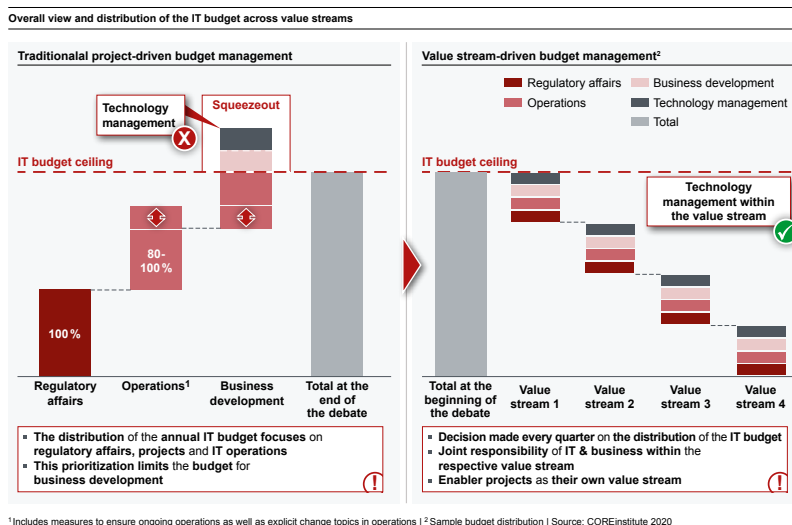 Overall view and distribution of the IT budget across value streams
Traditionalal project-driven budget management
Technology
management
X
Squeezeout
IT budget ceiling
80-
100 %
100 %
Regulatory
affairs
Operations¹
Business
development
Total at the
end of
the debate
▪ The distribution of the annual IT budget focuses on
regulatory affairs, projects and IT operations
▪ This prioritization limits the budget for
business development
!
Value stream-driven budget management²
Regulatory affairs
Business development
Operations
Technology management
Total
IT budget ceiling
Technology
management within
the value stream
Total at the
beginning of
the debate
Value
stream 1
Value
stream 2
Value
stream 3
Value
stream 4
▪ Decision made every quarter on the distribution of the IT budget
▪ Joint responsibility of IT & business within the
respective value stream
▪ Enabler projects as their own value stream
!
¹ Includes measures to ensure ongoing operations as well as explicit change topics in operations | ² Sample budget distribution | Source: COREinstitute 2020